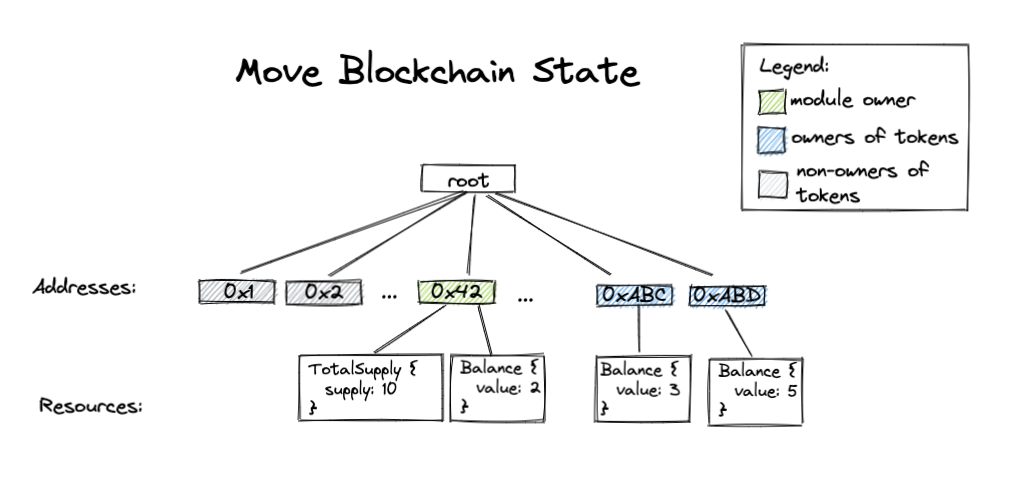 Move Blockchain State
Legend:
module owner
owners of tokens
non-owners of
tokens
root
Addresses:
0x1
0x2
...
0x42
...
0xABC
0xABD
Resources:
TotalSupply {
supply: 10
}
Balance {
value: 2
}
Balance {
value: 3
}
Balance {
value: 5
}